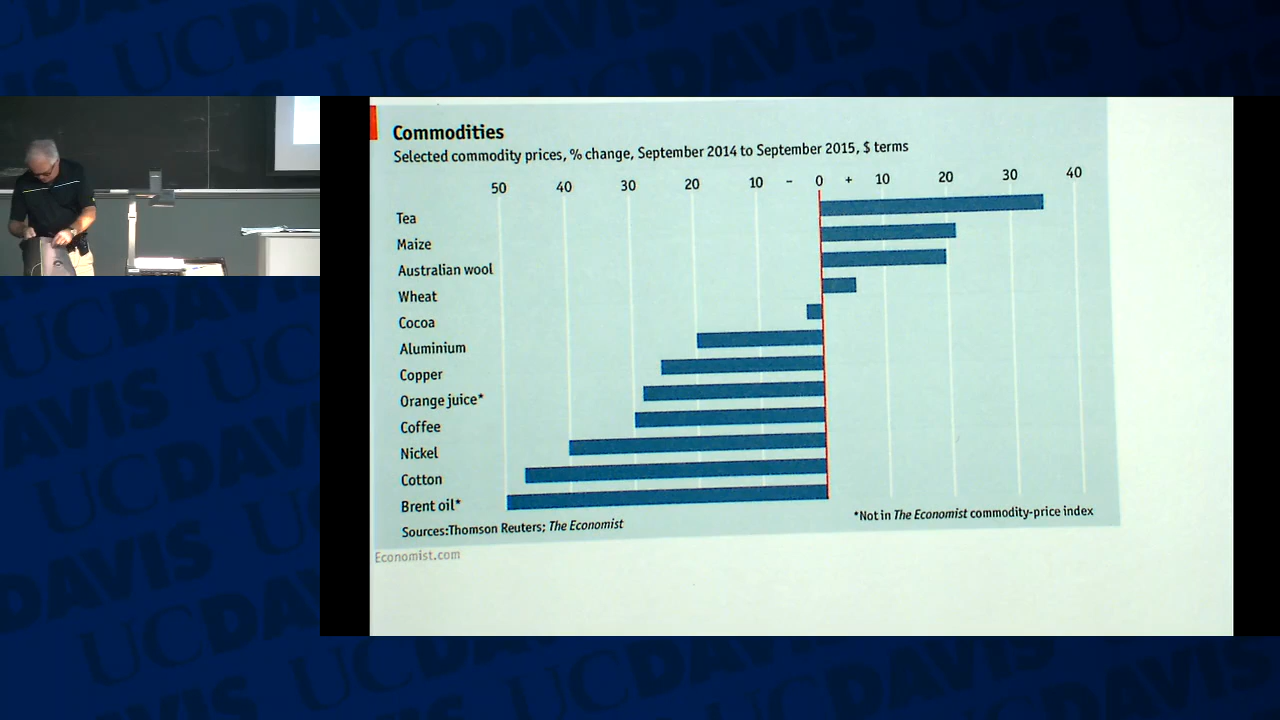 UCDAVIS
Commodities
Selected commodity prices, % change, September 2014 to September 2015, $ terms
50 40 30 20 10 – 0 + 10 20 30 40
Tea
Maize
Australian wool
Wheat
Cocoa
Aluminium
Copper
Orange juice*
Coffee
Nickel
Cotton
Brent oil*
Sources:Thomson Reuters; The Economist
*Not in The Economist commodity-price index
Economist.com